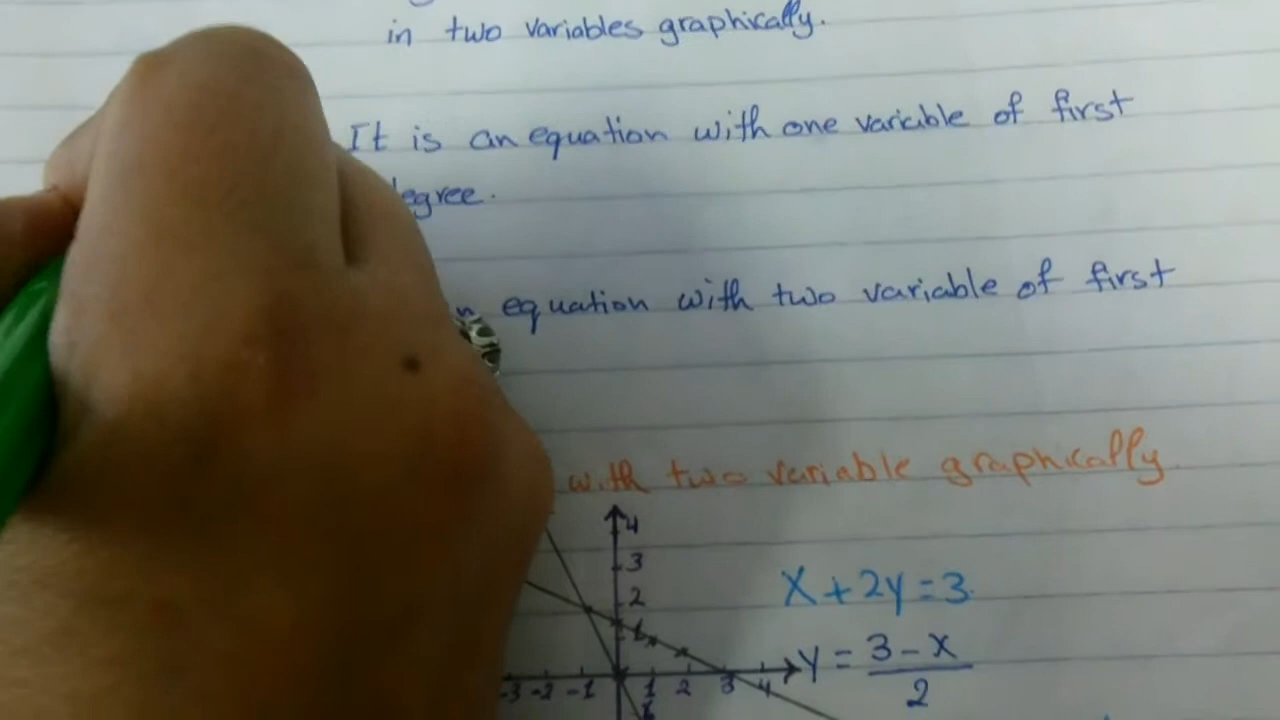 in two variables graphically.
It is an equation with one variable of first
degree.
n equation with two variable of first
with two variable graphically
4
3
2
1
-3 -2 -1 1 2 3 4
X + 2y = 3
y = 3 - x
2